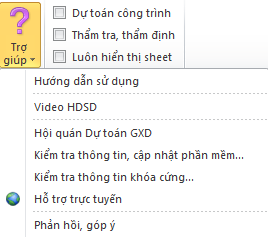 Trợ giúp
Dự toán công trình
Thẩm tra, thẩm định
Luôn hiển thị sheet
Hướng dẫn sử dụng
Video HDSD
Hội quán Dự toán GXD
Kiểm tra thông tin, cập nhật phần mềm...
Kiểm tra thông tin khóa cứng...
Hỗ trợ trực tuyến
Phản hồi, góp ý